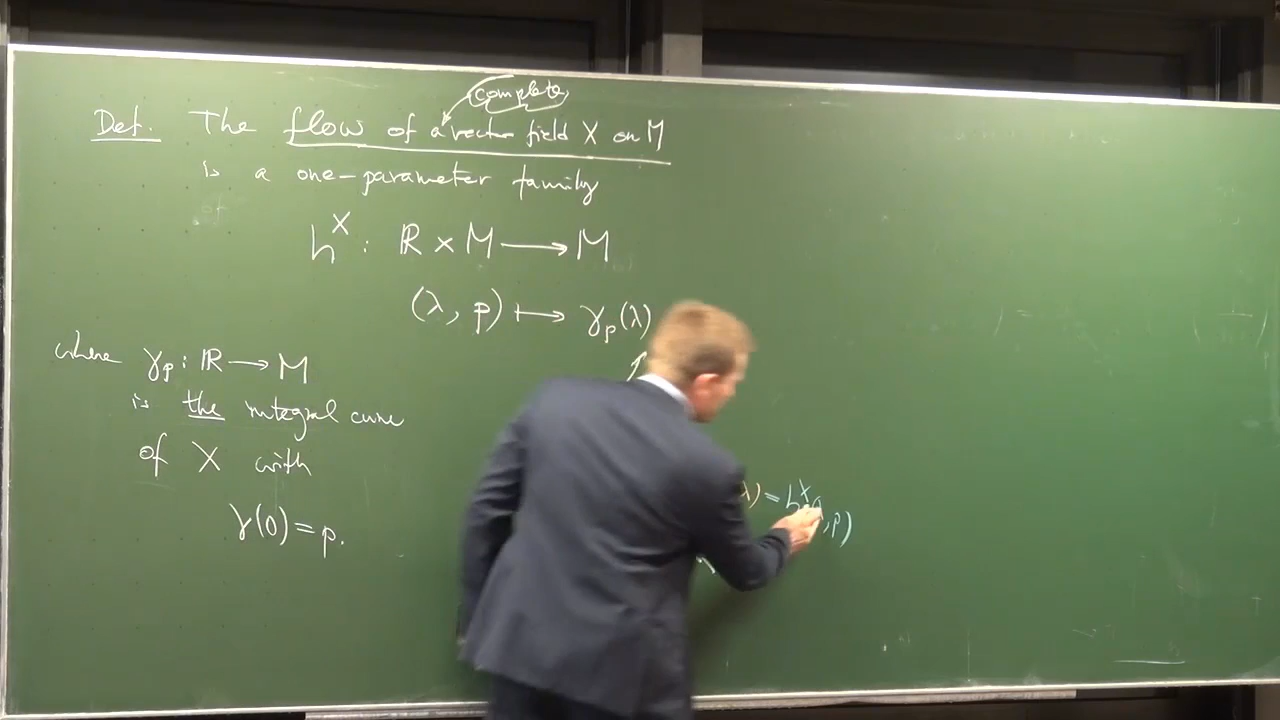 complete
Def. The flow of a vector field X on M
is a one-parameter family
h^X : ℝ × M ⟶ M
(λ, p) ⟼ γ_p(λ)
where γ_p : ℝ ⟶ M
is the integral curve
of X with
γ(0) = p.
λ) = h^X( , p)